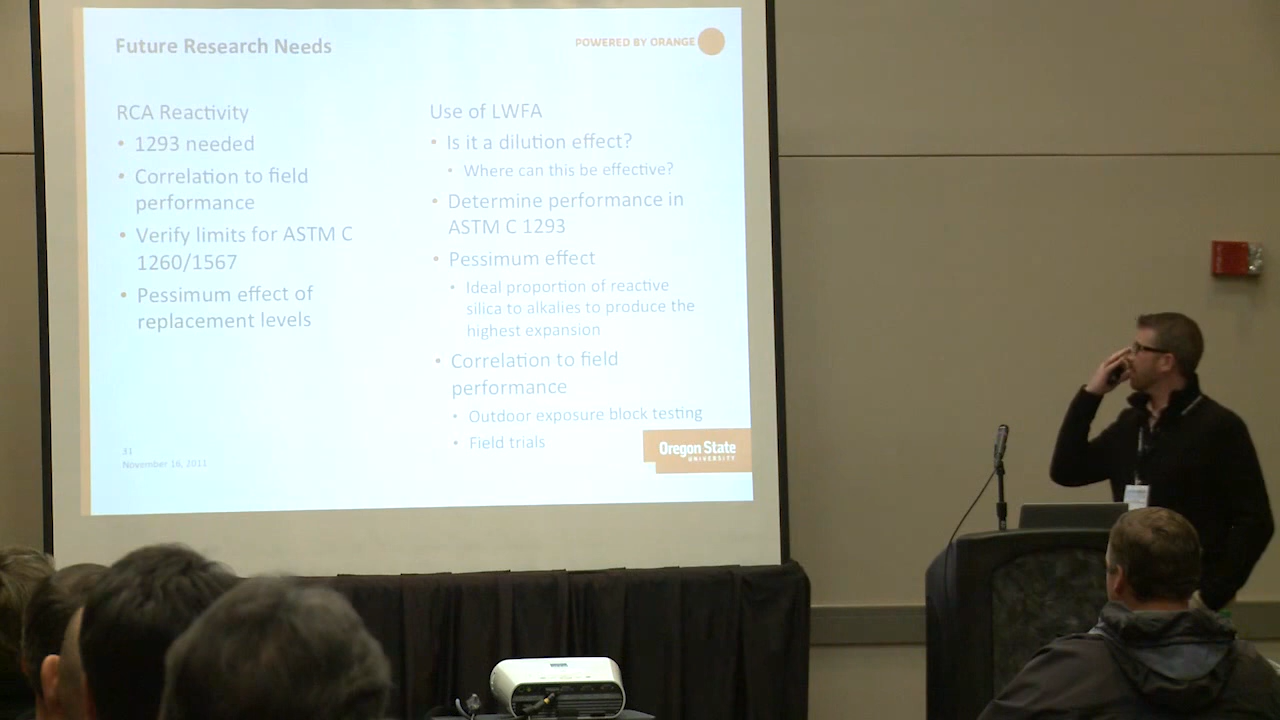 Future Research Needs
POWERED BY ORANGE
RCA Reactivity
• 1293 needed
• Correlation to field
performance
• Verify limits for ASTM C
1260/1567
• Pessimum effect of
replacement levels
Use of LWFA
• Is it a dilution effect?
• Where can this be effective?
• Determine performance in
ASTM C 1293
• Pessimum effect
• Ideal proportion of reactive
silica to alkalies to produce the
highest expansion
• Correlation to field
performance
• Outdoor exposure block testing
• Field trials
31
November 16, 2011
Oregon State
UNIVERSITY